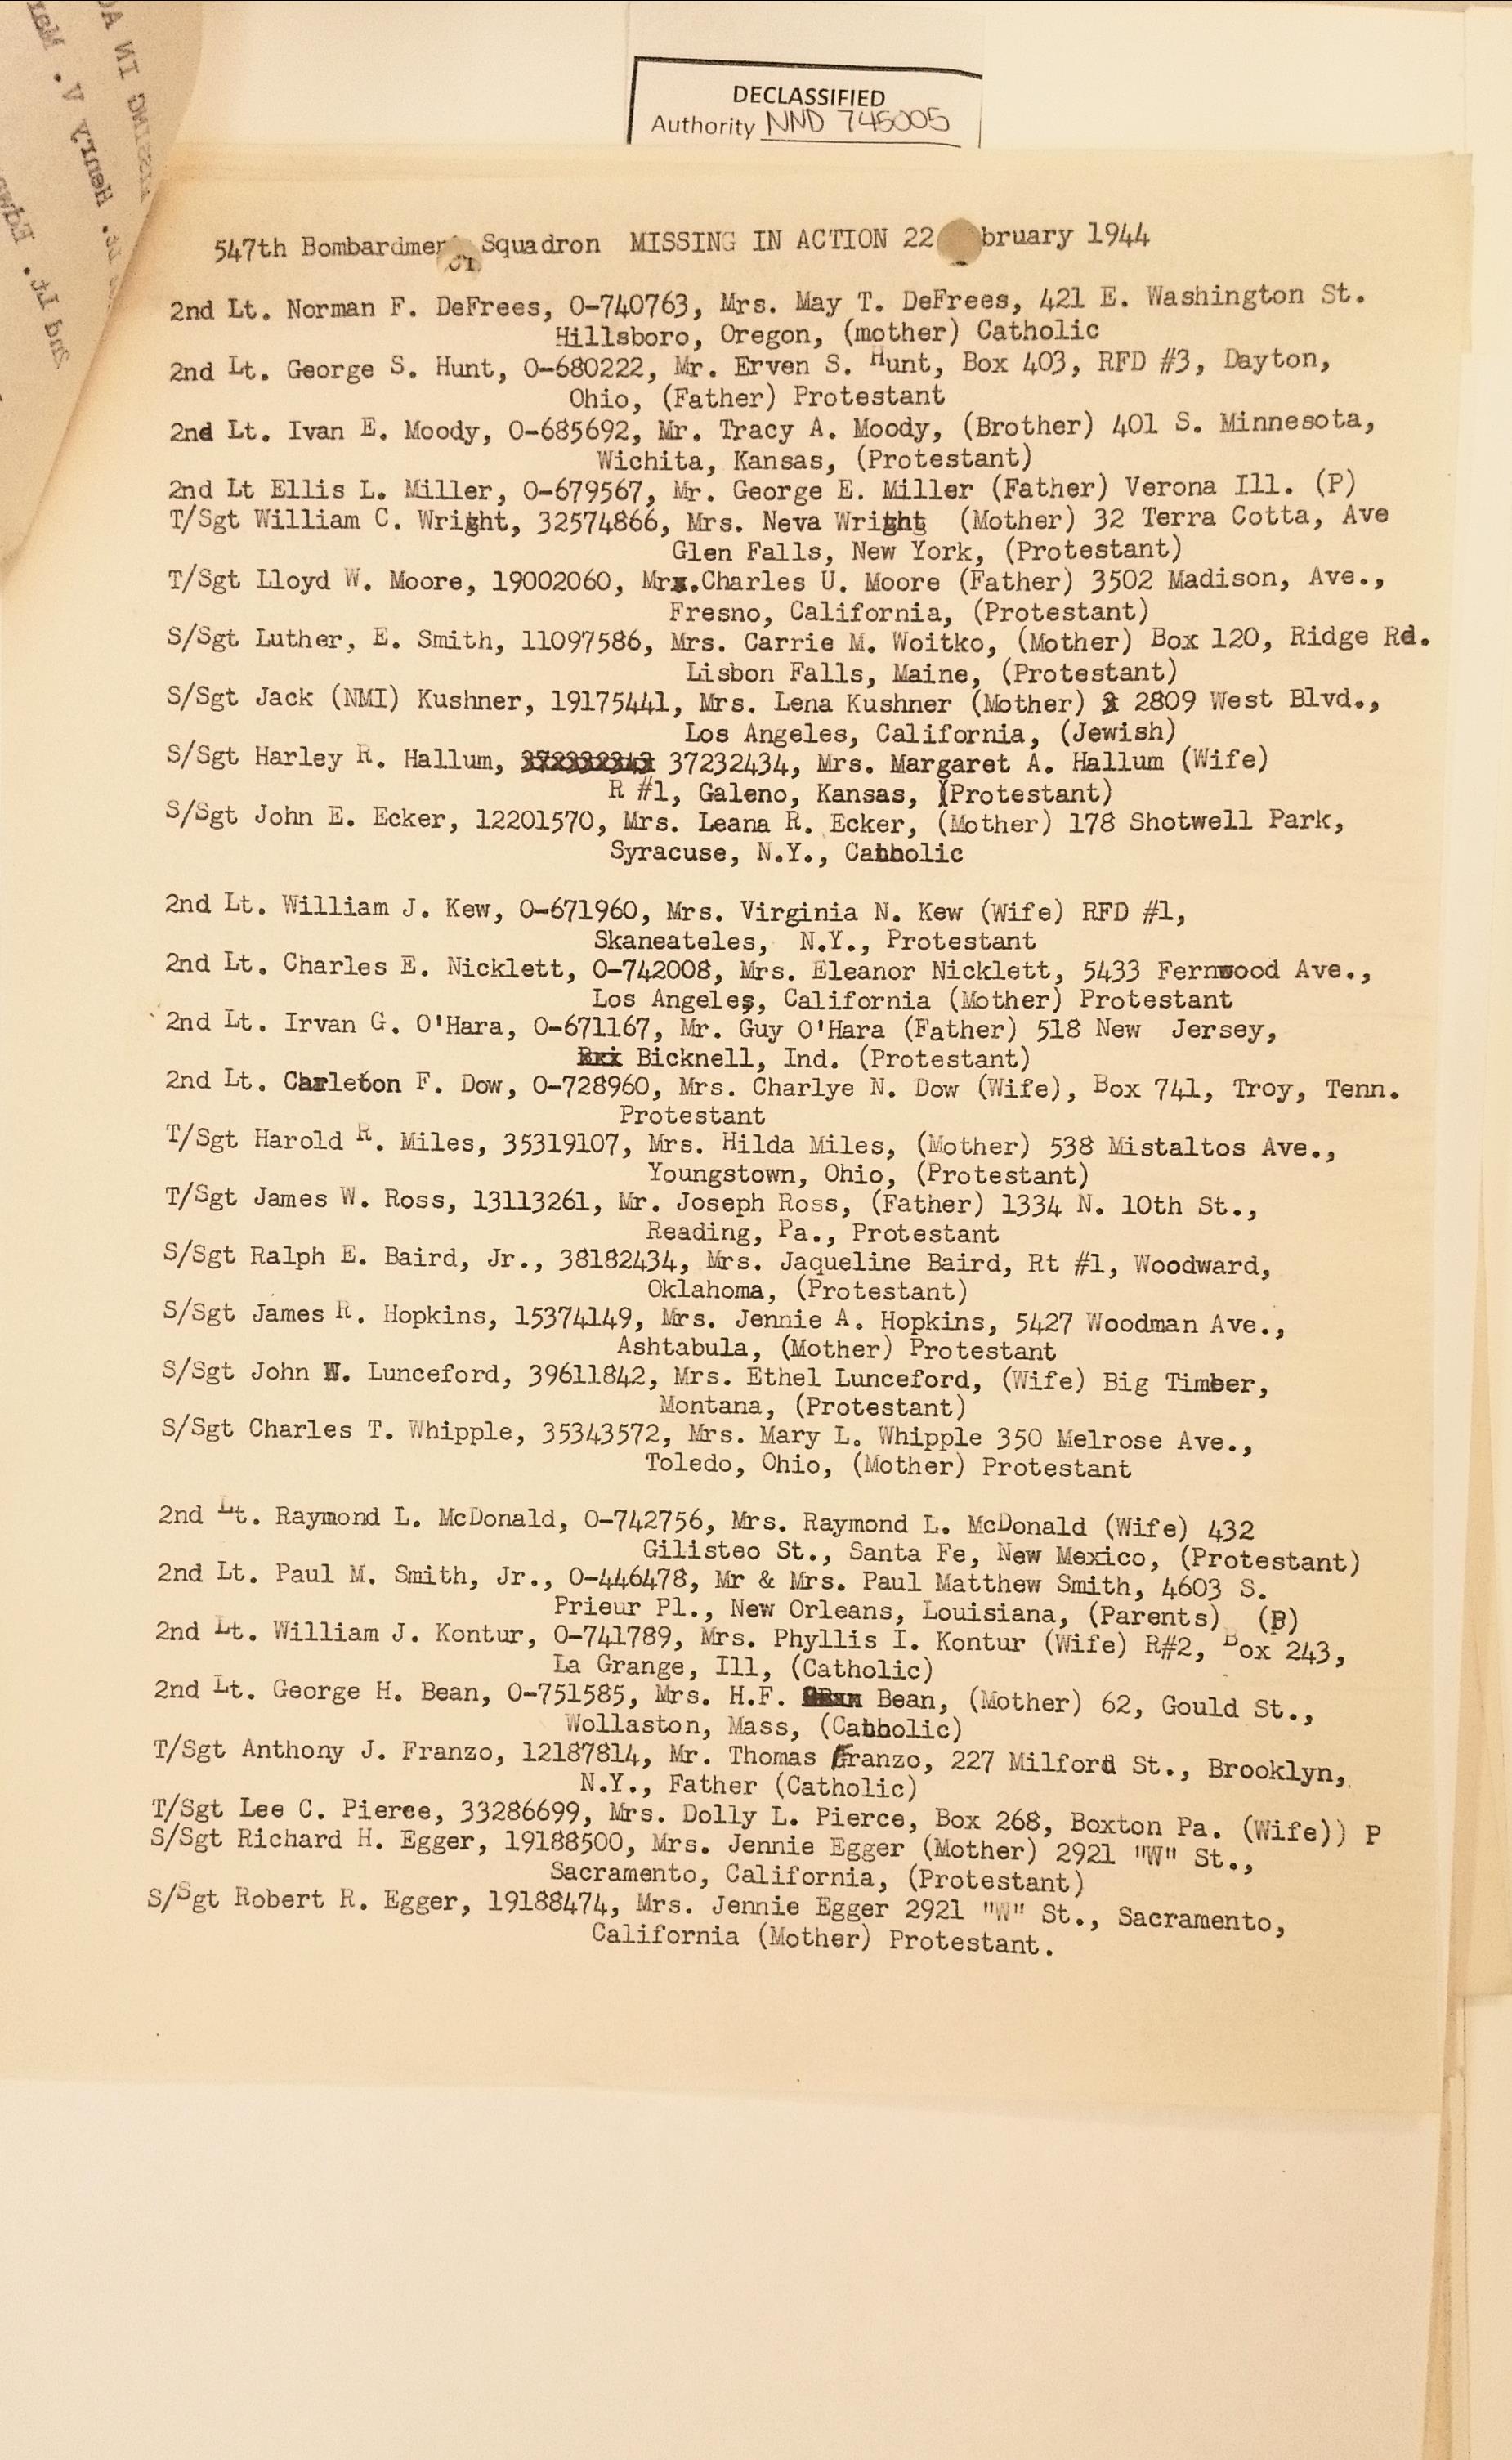 DECLASSIFIED
Authority NND 745005
547th Bombardment Squadron MISSING IN ACTION 22 bruary 1944
2nd Lt. Norman F. DeFrees, O-740763, Mrs. May T. DeFrees, 421 E. Washington St.
Hillsboro, Oregon, (mother) Catholic
2nd Lt. George S. Hunt, O-680222, Mr. Erven S. Hunt, Box 403, RFD #3, Dayton,
Ohio, (Father) Protestant
2nd Lt. Ivan E. Moody, O-685692, Mr. Tracy A. Moody, (Brother) 401 S. Minnesota,
Wichita, Kansas, (Protestant)
2nd Lt Ellis L. Miller, O-679567, Mr. George E. Miller (Father) Verona Ill. (P)
T/Sgt William C. Wright, 32574866, Mrs. Neva Wright (Mother) 32 Terra Cotta, Ave
Glen Falls, New York, (Protestant)
T/Sgt Lloyd W. Moore, 19002060, Mr.Charles U. Moore (Father) 3502 Madison, Ave.,
Fresno, California, (Protestant)
S/Sgt Luther, E. Smith, 11097586, Mrs. Carrie M. Woitko, (Mother) Box 120, Ridge Rd.
Lisbon Falls, Maine, (Protestant)
S/Sgt Jack (NMI) Kushner, 19175441, Mrs. Lena Kushner (Mother) 2809 West Blvd.,
Los Angeles, California, (Jewish)
S/Sgt Harley R. Hallum, 37232434, Mrs. Margaret A. Hallum (Wife)
R #1, Galeno, Kansas, (Protestant)
S/Sgt John E. Ecker, 12201570, Mrs. Leana R. Ecker, (Mother) 178 Shotwell Park,
Syracuse, N.Y., Catholic
2nd Lt. William J. Kew, O-671960, Mrs. Virginia N. Kew (Wife) RFD #1,
Skaneateles, N.Y., Protestant
2nd Lt. Charles E. Nicklett, O-742008, Mrs. Eleanor Nicklett, 5433 Fernwood Ave.,
Los Angeles, California (Mother) Protestant
2nd Lt. Irvan G. O'Hara, O-671167, Mr. Guy O'Hara (Father) 518 New Jersey,
Bicknell, Ind. (Protestant)
2nd Lt. Carleton F. Dow, O-728960, Mrs. Charlye N. Dow (Wife), Box 741, Troy, Tenn.
Protestant
T/Sgt Harold R. Miles, 35319107, Mrs. Hilda Miles, (Mother) 538 Mistaltos Ave.,
Youngstown, Ohio, (Protestant)
T/Sgt James W. Ross, 13113261, Mr. Joseph Ross, (Father) 1334 N. 10th St.,
Reading, Pa., Protestant
S/Sgt Ralph E. Baird, Jr., 38182434, Mrs. Jaqueline Baird, Rt #1, Woodward,
Oklahoma, (Protestant)
S/Sgt James R. Hopkins, 15374149, Mrs. Jennie A. Hopkins, 5427 Woodman Ave.,
Ashtabula, (Mother) Protestant
S/Sgt John W. Lunceford, 39611842, Mrs. Ethel Lunceford, (Wife) Big Timber,
Montana, (Protestant)
S/Sgt Charles T. Whipple, 35343572, Mrs. Mary L. Whipple 350 Melrose Ave.,
Toledo, Ohio, (Mother) Protestant
2nd Lt. Raymond L. McDonald, O-742756, Mrs. Raymond L. McDonald (Wife) 432
Gilisteo St., Santa Fe, New Mexico, (Protestant)
2nd Lt. Paul M. Smith, Jr., O-446478, Mr & Mrs. Paul Matthew Smith, 4603 S.
Prieur Pl., New Orleans, Louisiana, (Parents) (P)
2nd Lt. William J. Kontur, O-741789, Mrs. Phyllis I. Kontur (Wife) R#2, Box 243,
La Grange, Ill, (Catholic)
2nd Lt. George H. Bean, O-751585, Mrs. H.F. Bean, (Mother) 62, Gould St.,
Wollaston, Mass, (Catholic)
T/Sgt Anthony J. Franzo, 12187814, Mr. Thomas Franzo, 227 Milford St., Brooklyn,
N.Y., Father (Catholic)
T/Sgt Lee C. Pierce, 33286699, Mrs. Dolly L. Pierce, Box 268, Boxton Pa. (Wife)) P
S/Sgt Richard H. Egger, 19188500, Mrs. Jennie Egger (Mother) 2921 "W" St.,
Sacramento, California, (Protestant)
S/Sgt Robert R. Egger, 19188474, Mrs. Jennie Egger 2921 "W" St., Sacramento,
California (Mother) Protestant.